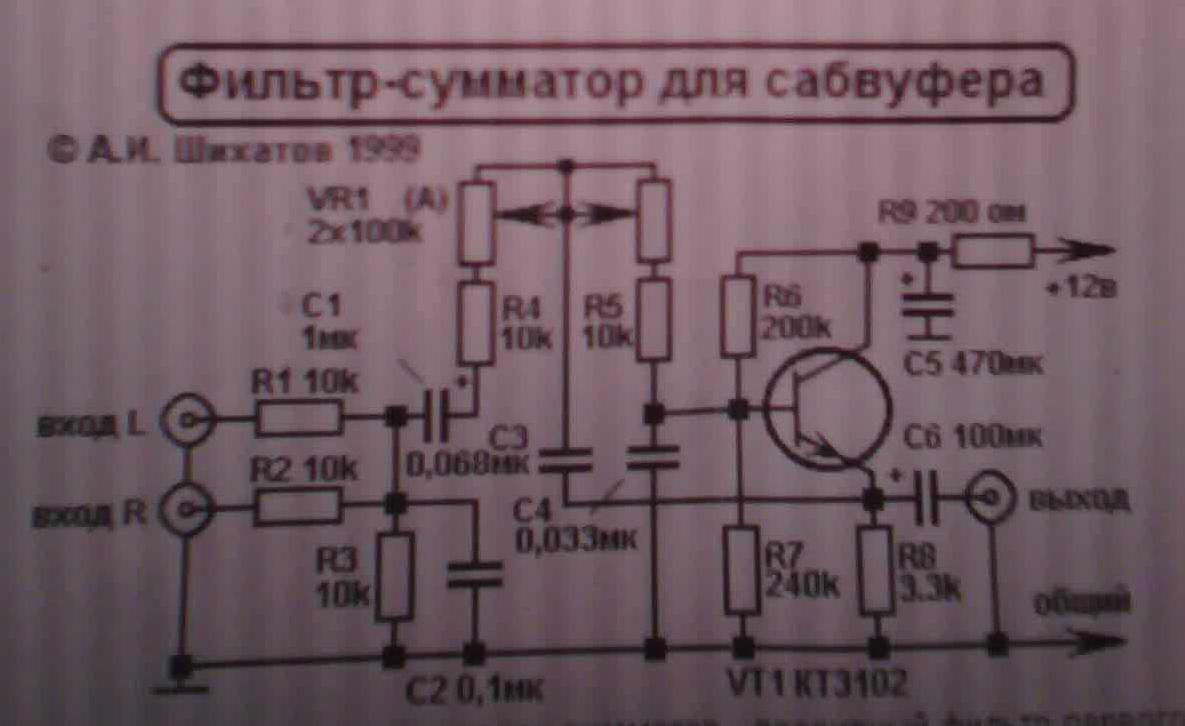 Фильтр-сумматор для сабвуфера
© А.И. Шихатов 1999
VR1 (A)
2x100k
R9 200 ом
+12в
C1
1мк
R4
10k
R5
10k
R6
200k
C5 470мк
R1 10k
вход L
C3
0,068мк
C6 100мк
R2 10k
вход R
C4
0,033мк
выход
R3
10k
R7
240k
R8
3.3k
общий
C2 0,1мк
VT1 КТ3102